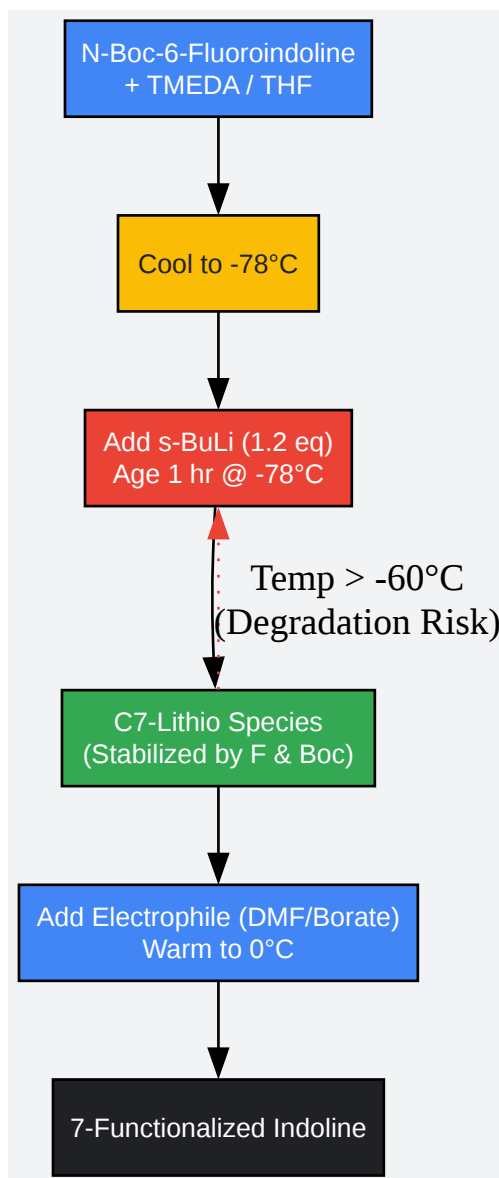 N-Boc-6-Fluoroindoline
+ TMEDA / THF
Cool to -78°C
Add s-BuLi (1.2 eq)
Age 1 hr @ -78°C
Temp > -60°C
(Degradation Risk)
C7-Lithio Species
(Stabilized by F & Boc)
Add Electrophile (DMF/Borate)
Warm to 0°C
7-Functionalized Indoline